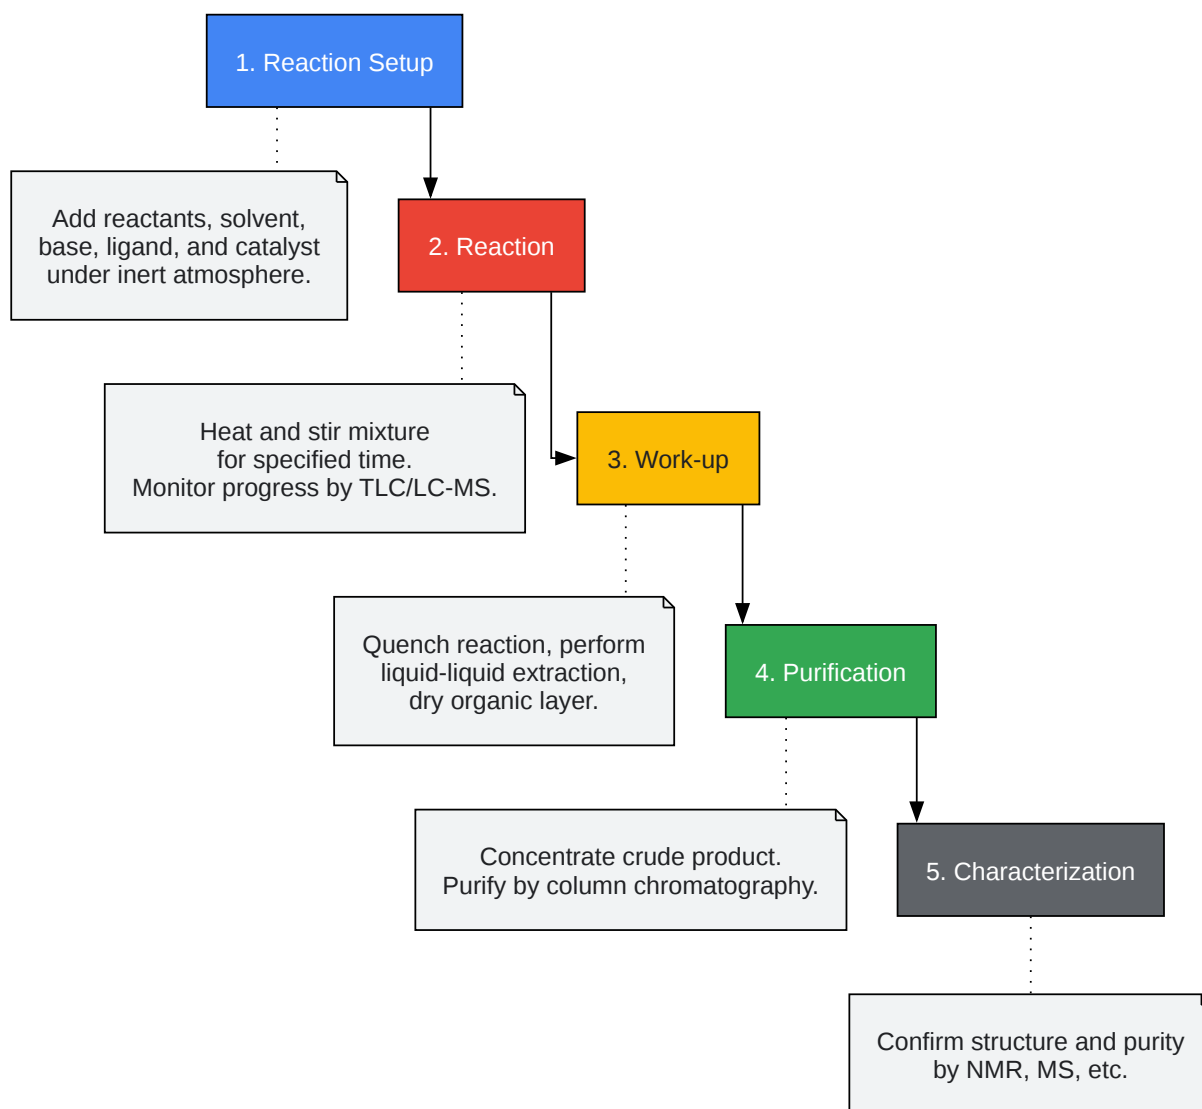 1. Reaction Setup
Add reactants, solvent,
base, ligand, and catalyst
under inert atmosphere.
2. Reaction
Heat and stir mixture
for specified time.
Monitor progress by TLC/LC-MS.
3. Work-up
Quench reaction, perform
liquid-liquid extraction,
dry organic layer.
4. Purification
Concentrate crude product.
Purify by column chromatography.
5. Characterization
Confirm structure and purity
by NMR, MS, etc.